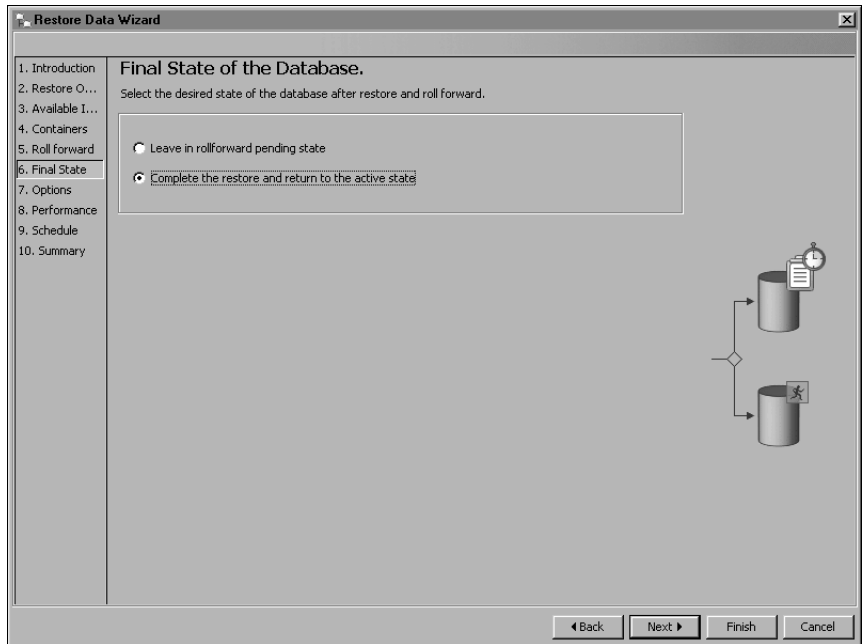 Restore Data Wizard
1. Introduction
2. Restore O...
3. Available I...
4. Containers
5. Roll forward
6. Final State
7. Options
8. Performance
9. Schedule
10. Summary
Final State of the Database.
Select the desired state of the database after restore and roll forward.
Leave in rollforward pending state
Complete the restore and return to the active state
Back
Next
Finish
Cancel